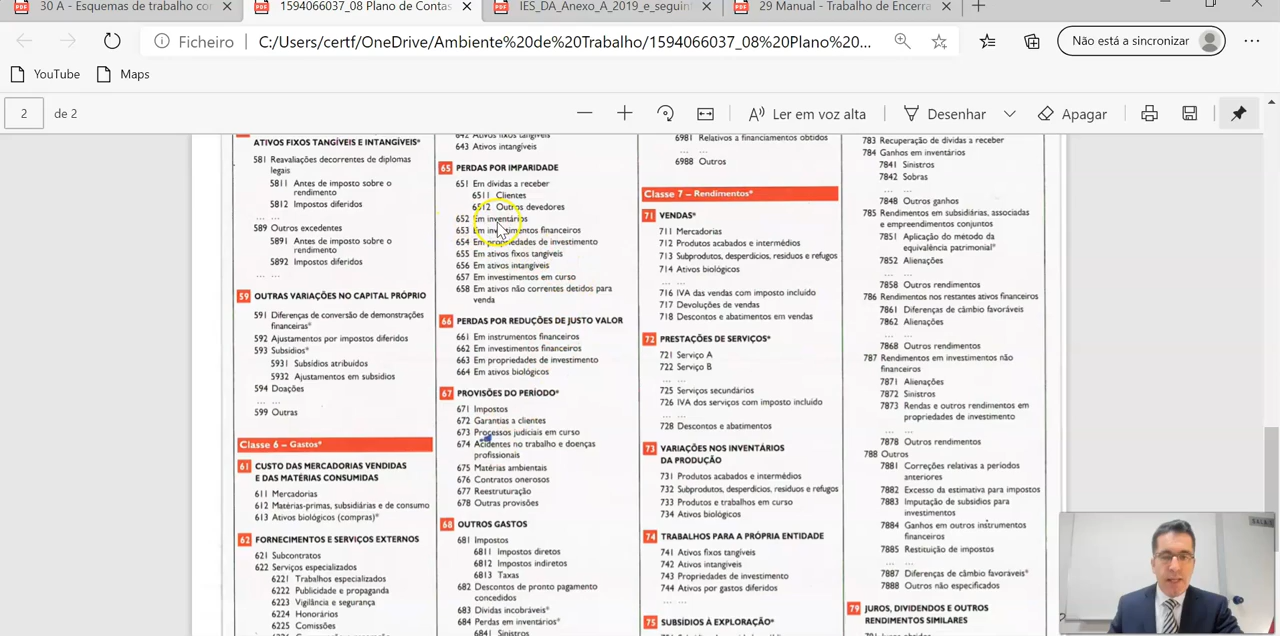 30 A - Esquemas de trabalho cor
1594066037_08 Plano de Contas
IES_DA_Anexo_A_2019_e_seguint
29 Manual - Trabalho de Encerra
Ficheiro
C:/Users/certf/OneDrive/Ambiente%20de%20Trabalho/1594066037_08%20Plano%20...
Não está a sincronizar
YouTube
Maps
2
de 2
Ler em voz alta
Desenhar
Apagar
ATIVOS FIXOS TANGÍVEIS E INTANGÍVEIS*
581 Reavaliações decorrentes de diplomas
legais
5811 Antes de imposto sobre o
rendimento
5812 Impostos diferidos
... ...
589 Outros excedentes
5891 Antes de imposto sobre o
rendimento
5892 Impostos diferidos
... ...
59 OUTRAS VARIAÇÕES NO CAPITAL PRÓPRIO
591 Diferenças de conversão de demonstrações
financeiras*
592 Ajustamentos por impostos diferidos
593 Subsídios*
5931 Subsídios atribuídos
5932 Ajustamentos em subsídios
594 Doações
... ...
599 Outras
Classe 6 – Gastos*
61 CUSTO DAS MERCADORIAS VENDIDAS
E DAS MATÉRIAS CONSUMIDAS
611 Mercadorias
612 Matérias-primas, subsidiárias e de consumo
613 Ativos biológicos (compras)*
62 FORNECIMENTOS E SERVIÇOS EXTERNOS
621 Subcontratos
622 Serviços especializados
6221 Trabalhos especializados
6222 Publicidade e propaganda
6223 Vigilância e segurança
6224 Honorários
6225 Comissões
642 Ativos fixos tangíveis
643 Ativos intangíveis
65 PERDAS POR IMPARIDADE
651 Em dívidas a receber
6511 Clientes
6512 Outros devedores
652 Em inventários
653 Em investimentos financeiros
654 Em propriedades de investimento
655 Em ativos fixos tangíveis
656 Em ativos intangíveis
657 Em investimentos em curso
658 Em ativos não correntes detidos para
venda
66 PERDAS POR REDUÇÕES DE JUSTO VALOR
661 Em instrumentos financeiros
662 Em investimentos financeiros
663 Em propriedades de investimento
664 Em ativos biológicos
67 PROVISÕES DO PERÍODO*
671 Impostos
672 Garantias a clientes
673 Processos judiciais em curso
674 Acidentes no trabalho e doenças
profissionais
675 Matérias ambientais
676 Contratos onerosos
677 Reestruturação
678 Outras provisões
68 OUTROS GASTOS
681 Impostos
6811 Impostos diretos
6812 Impostos indiretos
6813 Taxas
682 Descontos de pronto pagamento
concedidos
683 Dívidas incobráveis*
684 Perdas em inventários*
6841 Sinistros
6981 Relativos a financiamentos obtidos
... ...
6988 Outros
Classe 7 – Rendimentos*
71 VENDAS*
711 Mercadorias
712 Produtos acabados e intermédios
713 Subprodutos, desperdícios, resíduos e refugos
714 Ativos biológicos
... ...
716 IVA das vendas com imposto incluído
717 Devoluções de vendas
718 Descontos e abatimentos em vendas
72 PRESTAÇÕES DE SERVIÇOS*
721 Serviço A
722 Serviço B
... ...
725 Serviços secundários
726 IVA dos serviços com imposto incluído
... ...
728 Descontos e abatimentos
73 VARIAÇÕES NOS INVENTÁRIOS
DA PRODUÇÃO
731 Produtos acabados e intermédios
732 Subprodutos, desperdícios, resíduos e refugos
733 Produtos e trabalhos em curso
734 Ativos biológicos
74 TRABALHOS PARA A PRÓPRIA ENTIDADE
741 Ativos fixos tangíveis
742 Ativos intangíveis
743 Propriedades de investimento
744 Ativos por gastos diferidos
... ...
75 SUBSÍDIOS À EXPLORAÇÃO*
783 Recuperação de dívidas a receber
784 Ganhos em inventários
7841 Sinistros
7842 Sobras
... ...
7848 Outros ganhos
785 Rendimentos em subsidiárias, associadas
e empreendimentos conjuntos
7851 Aplicação do método da
equivalência patrimonial*
7852 Alienações
... ...
7858 Outros rendimentos
786 Rendimentos nos restantes ativos financeiros
7861 Diferenças de câmbio favoráveis
7862 Alienações
... ...
7868 Outros rendimentos
787 Rendimentos em investimentos não
financeiros
7871 Alienações
7872 Sinistros
7873 Rendas e outros rendimentos em
propriedades de investimento
... ...
7878 Outros rendimentos
788 Outros
7881 Correções relativas a períodos
anteriores
7882 Excesso da estimativa para impostos
7883 Imputação de subsídios para
investimentos
7884 Ganhos em outros instrumentos
financeiros
7885 Restituição de impostos
... ...
7887 Diferenças de câmbio favoráveis*
7888 Outros não especificados
79 JUROS, DIVIDENDOS E OUTROS
RENDIMENTOS SIMILARES